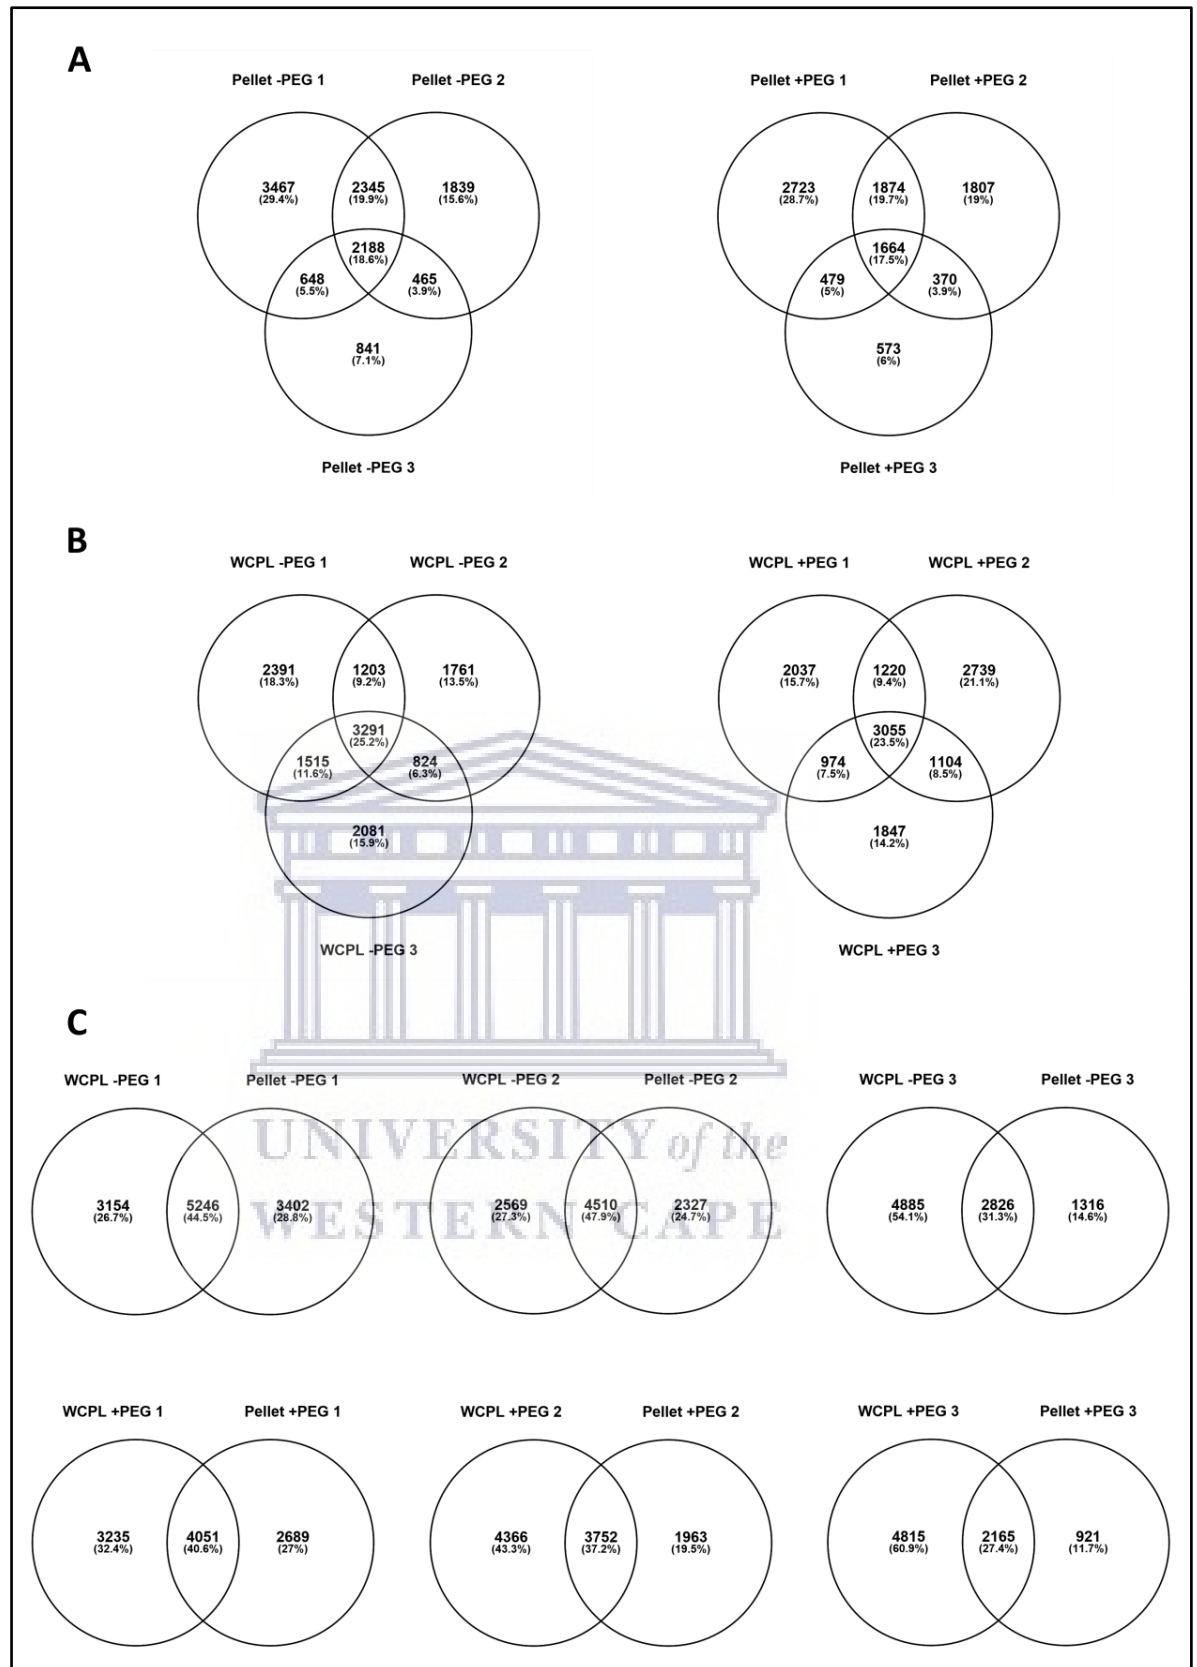 A
Pellet -PEG 1 Pellet -PEG 2 Pellet +PEG 1 Pellet +PEG 2
3467 2345 1839 2723 1874 1807
(29.4%) (19.9%) (15.6%) (28.7%) (19.7%) (19%)
2188 1664
(18.6%) (17.5%)
648 465 479 370
(5.5%) (3.9%) (5%) (3.9%)
841 573
(7.1%) (6%)
Pellet -PEG 3 Pellet +PEG 3
B
WCPL -PEG 1 WCPL -PEG 2 WCPL +PEG 1 WCPL +PEG 2
2391 1203 1761 2037 1220 2739
(18.3%) (9.2%) (13.5%) (15.7%) (9.4%) (21.1%)
3291 3055
(25.2%) (23.5%)
1515 824 974 1104
(11.6%) (6.3%) (7.5%) (8.5%)
2081 1847
(15.9%) (14.2%)
WCPL -PEG 3 WCPL +PEG 3
C
WCPL -PEG 1 Pellet -PEG 1 WCPL -PEG 2 Pellet -PEG 2 WCPL -PEG 3 Pellet -PEG 3
UNIVERSITY of the
3154 5246 3402 2569 4510 2327 4885 2826 1316
(26.7%) (44.5%) (28.8%) (27.3%) (47.9%) (24.7%) (54.1%) (31.3%) (14.6%)
WESTERN CAPE
WCPL +PEG 1 Pellet +PEG 1 WCPL +PEG 2 Pellet +PEG 2 WCPL +PEG 3 Pellet +PEG 3
3235 4051 2689 4366 3752 1963 4815 2165 921
(32.4%) (40.6%) (27%) (43.3%) (37.2%) (19.5%) (60.9%) (27.4%) (11.7%)